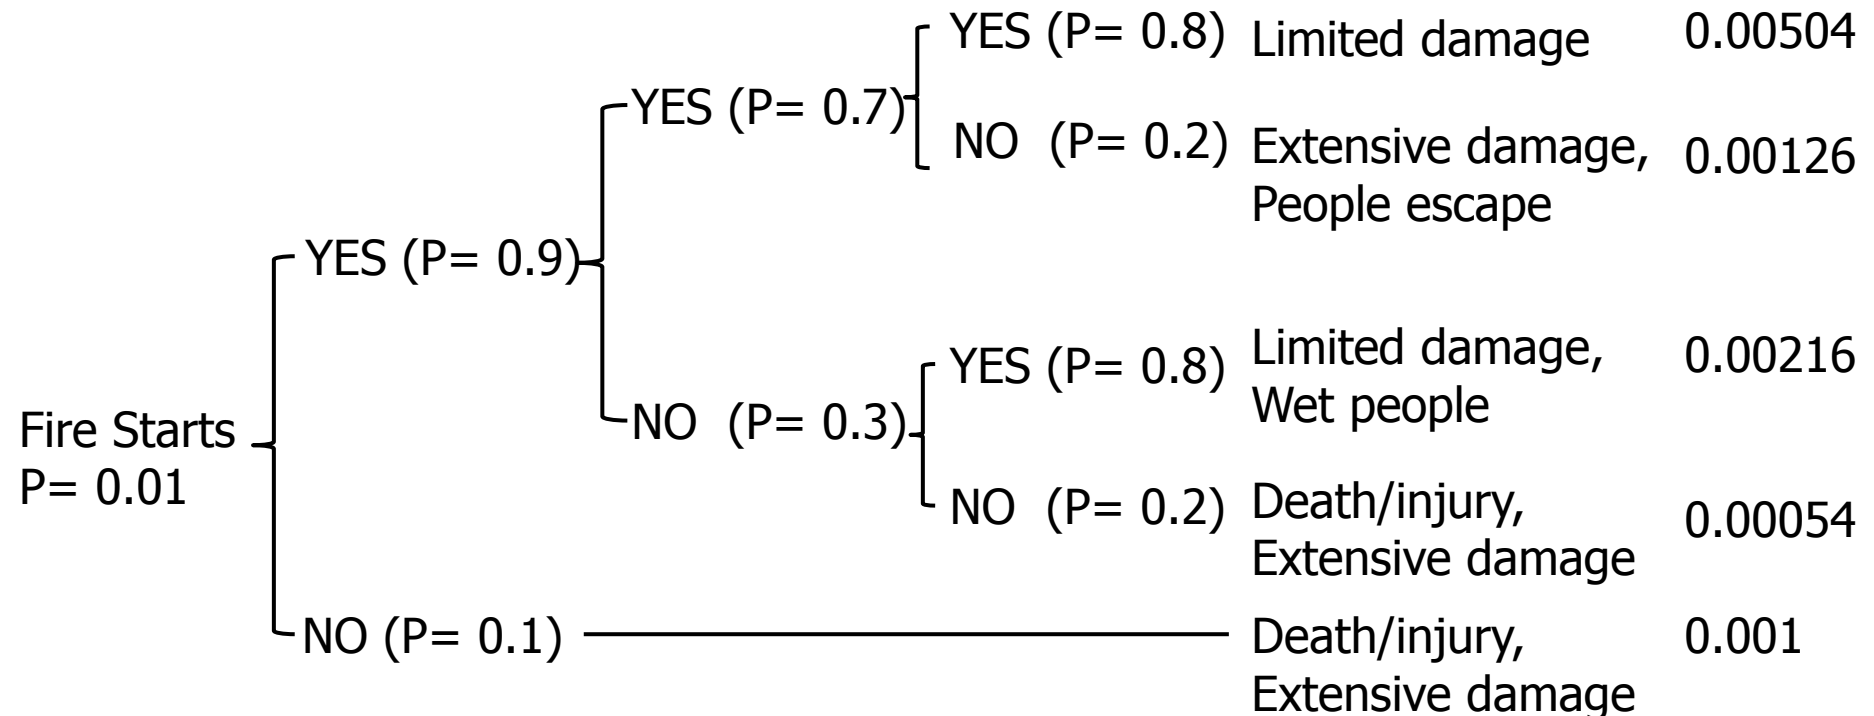 YES (P= 0.8) Limited damage 0.00504
YES (P= 0.7)
NO (P= 0.2) Extensive damage, 0.00126
People escape
YES (P= 0.9)
YES (P= 0.8) Limited damage, 0.00216
Wet people
NO (P= 0.3)
Fire Starts
P= 0.01
NO (P= 0.2) Death/injury, 0.00054
Extensive damage
NO (P= 0.1) Death/injury, 0.001
Extensive damage